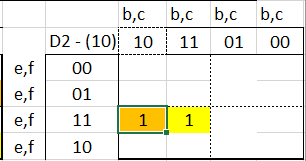 b,c b,c b,c b,c
D2 - (10) 10 11 01 00
e,f 00
e,f 01
e,f 11 1 1
e,f 10